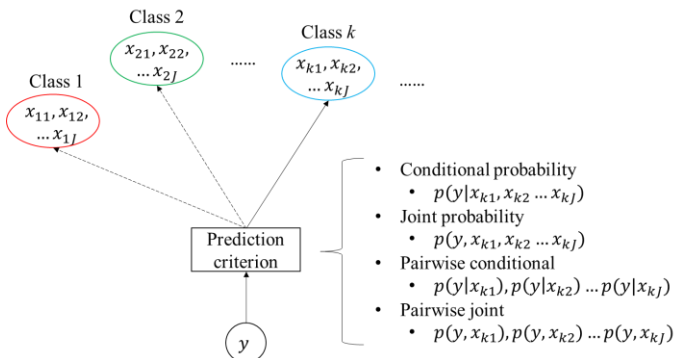 Class 1
x₁₁, x₁₂,
... x₁J
Class 2
x₂₁, x₂₂,
... x₂J
......
Class k
xₖ₁, xₖ₂,
... xₖJ
......
Prediction
criterion
y
• Conditional probability
• p(y|xₖ₁, xₖ₂ ... xₖJ)
• Joint probability
• p(y, xₖ₁, xₖ₂ ... xₖJ)
• Pairwise conditional
• p(y|xₖ₁), p(y|xₖ₂) ... p(y|xₖJ)
• Pairwise joint
• p(y, xₖ₁), p(y, xₖ₂) ... p(y, xₖJ)